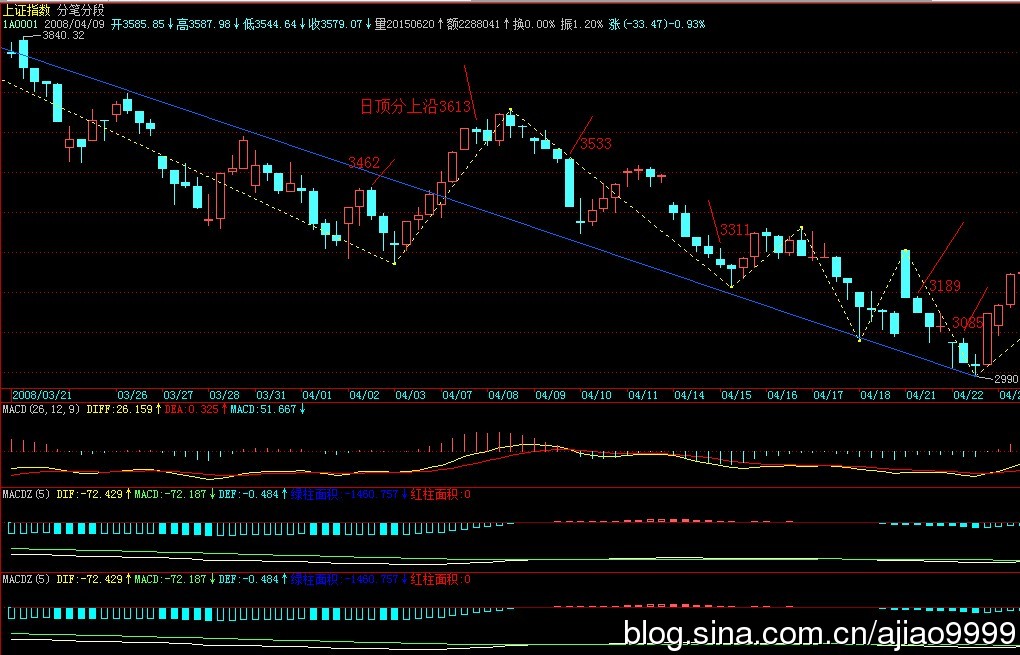 上证指数 分笔分段
1A0001 2008/04/09 开3585.85↓高3587.98↓低3544.64↓收3579.07↓量20150620↑额2288041↑换0.00% 振1.20% 涨(-33.47)-0.93%
3840.32
日顶分上沿3613
3533
3462
3311
3189
3085
2990
2008/03/21 03/26 03/27 03/28 03/31 04/01 04/02 04/03 04/07 04/08 04/09 04/10 04/11 04/14 04/15 04/16 04/17 04/18 04/21 04/22
MACD(26,12,9) DIFF:26.159↑DEA:0.325↑MACD:51.667↓
MACDZ(5) DIF:-72.429↑MACD:-72.187↓DEF:-0.484↑绿柱面积:-1460.757↓红柱面积:0
MACDZ(5) DIF:-72.429↑MACD:-72.187↓DEF:-0.484↑绿柱面积:-1460.757↓红柱面积:0
blog.sina.com.cn/ajiao9999